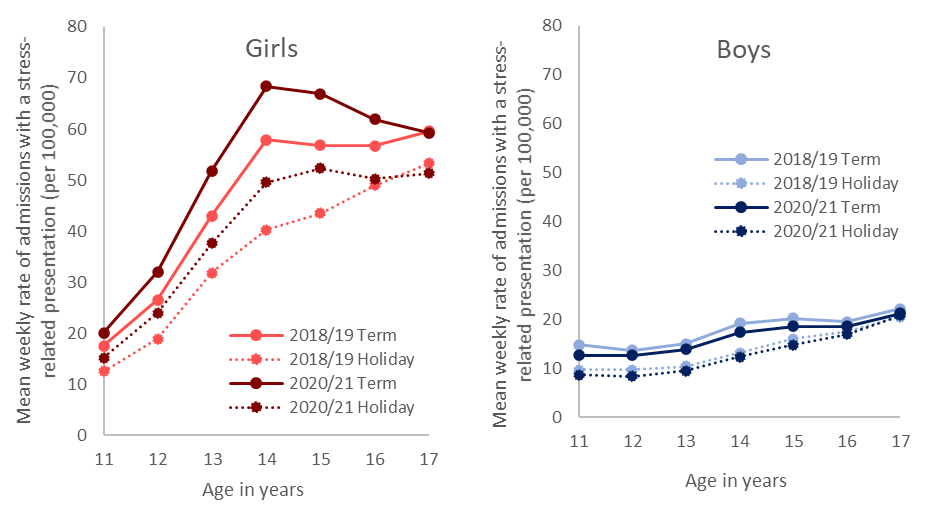 Girls
Mean weekly rate of admissions with a stress-
related presentation (per 100,000)
80
70
60
50
40
30
20
10
0
2018/19 Term
2018/19 Holiday
2020/21 Term
2020/21 Holiday
11 12 13 14 15 16 17
Age in years
Boys
Mean weekly rate of admissions with a stress-
related presentation (per 100,000)
80
70
60
50
40
30
20
10
0
2018/19 Term
2018/19 Holiday
2020/21 Term
2020/21 Holiday
11 12 13 14 15 16 17
Age in years